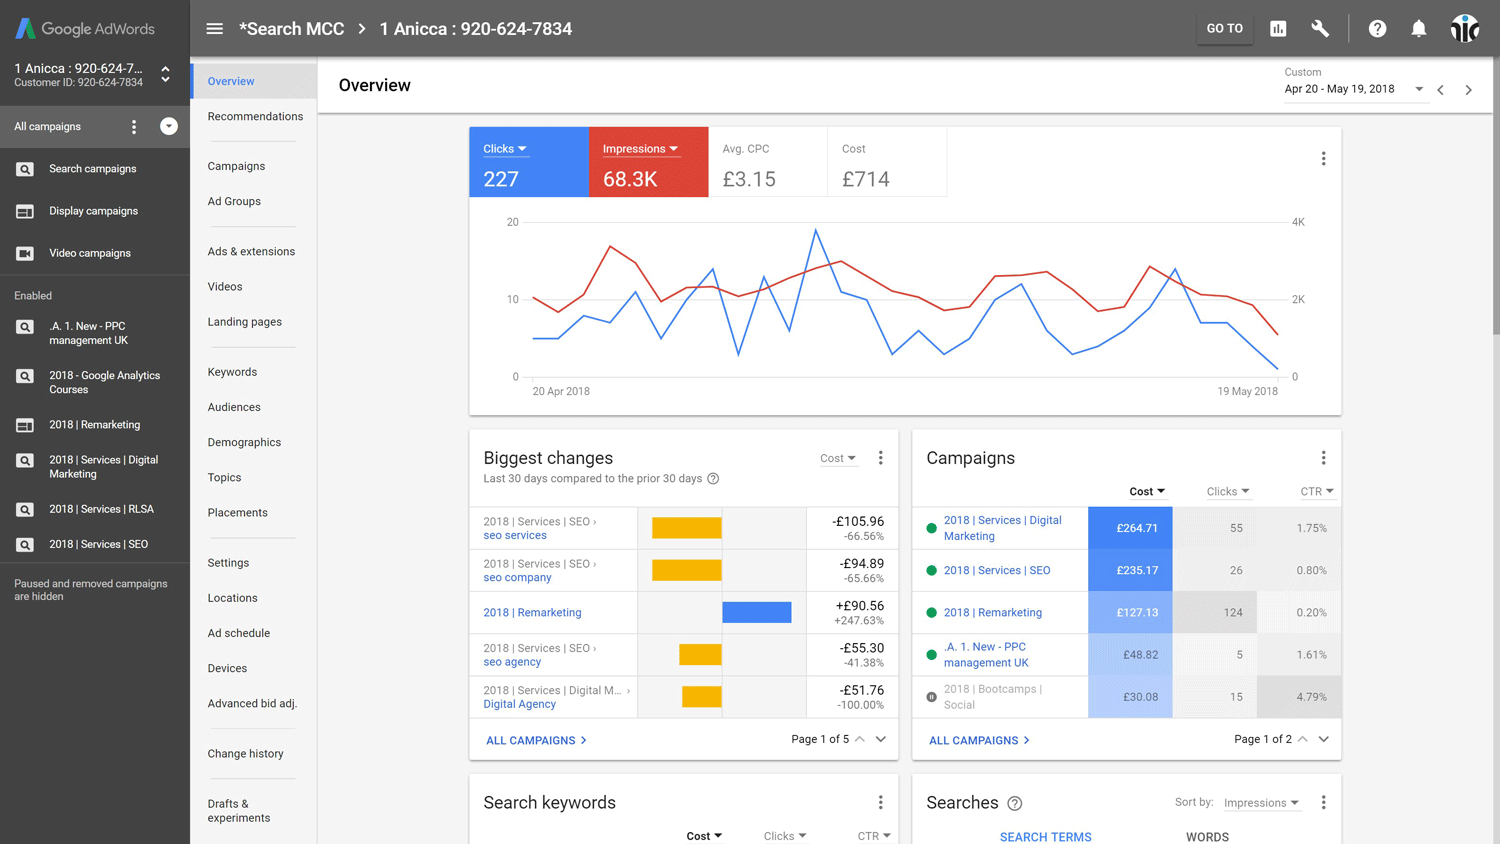 Google AdWords
*Search MCC > 1 Anicca : 920-624-7834
GO TO
1 Anicca : 920-624-7...
Customer ID: 920-624-7834
All campaigns
Search campaigns
Display campaigns
Video campaigns
Enabled
.A. 1. New - PPC
management UK
2018 - Google Analytics
Courses
2018 | Remarketing
2018 | Services | Digital
Marketing
2018 | Services | RLSA
2018 | Services | SEO
Paused and removed campaigns
are hidden
Overview
Recommendations
Campaigns
Ad Groups
Ads & extensions
Videos
Landing pages
Keywords
Audiences
Demographics
Topics
Placements
Settings
Locations
Ad schedule
Devices
Advanced bid adj.
Change history
Drafts &
experiments
Overview
Custom
Apr 20 - May 19, 2018
Clicks
227
Impressions
68.3K
Avg. CPC
£3.15
Cost
£714
20
10
0
4K
2K
0
20 Apr 2018
19 May 2018
Biggest changes
Cost
Last 30 days compared to the prior 30 days
2018 | Services | SEO ›
seo services
-£105.96
-66.56%
2018 | Services | SEO ›
seo company
-£94.89
-65.66%
2018 | Remarketing
+£90.56
+247.63%
2018 | Services | SEO ›
seo agency
-£55.30
-41.38%
2018 | Services | Digital M... ›
Digital Agency
-£51.76
-100.00%
ALL CAMPAIGNS >
Page 1 of 5
Campaigns
Cost Clicks CTR
2018 | Services | Digital
Marketing
£264.71 55 1.75%
2018 | Services | SEO
£235.17 26 0.80%
2018 | Remarketing
£127.13 124 0.20%
.A. 1. New - PPC
management UK
£48.82 5 1.61%
2018 | Bootcamps |
Social
£30.08 15 4.79%
ALL CAMPAIGNS >
Page 1 of 2
Search keywords
Cost Clicks CTR
Searches
Sort by: Impressions
SEARCH TERMS WORDS